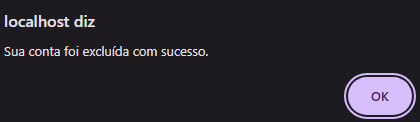 localhost diz
Sua conta foi excluída com sucesso.
OK